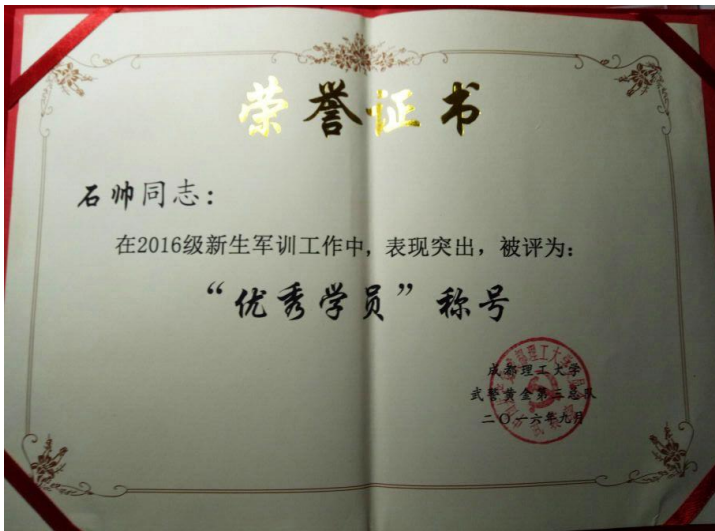 荣誉证书
石帅同志：
在2016级新生军训工作中，表现突出，被评为：
“优秀学员”称号
成都理工大学
武警黄金第三总队
二〇一六年九月